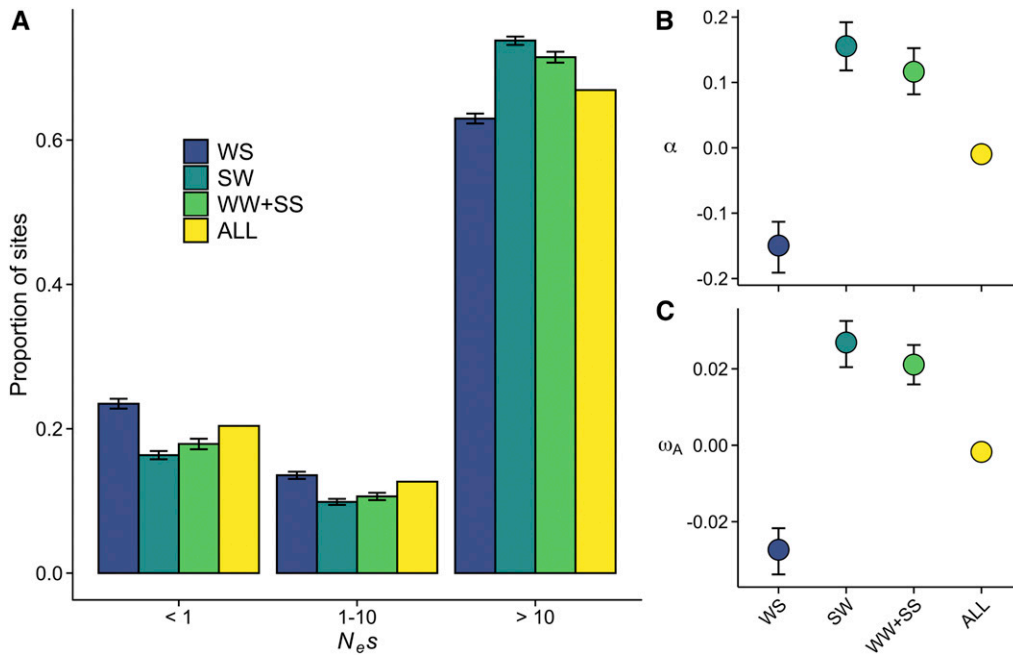 A
Proportion of sites
0.6
0.4
0.2
0.0
WS
SW
WW+SS
ALL
< 1
1-10
> 10
Nₑs
B
α
0.2
0.1
0.0
-0.1
-0.2
C
ωA
0.02
0.00
-0.02
WS
SW
WW+SS
ALL